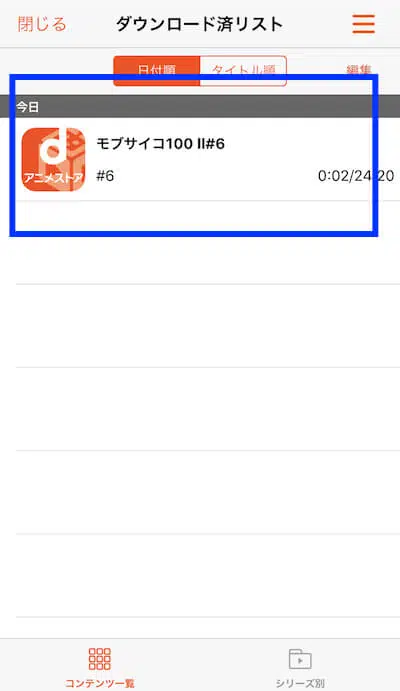 閉じる ダウンロード済リスト
日付順 タイトル順 編集
今日
モブサイコ100 II#6
d
アニメストア
#6 0:02/24:20
コンテンツ一覧 シリーズ別